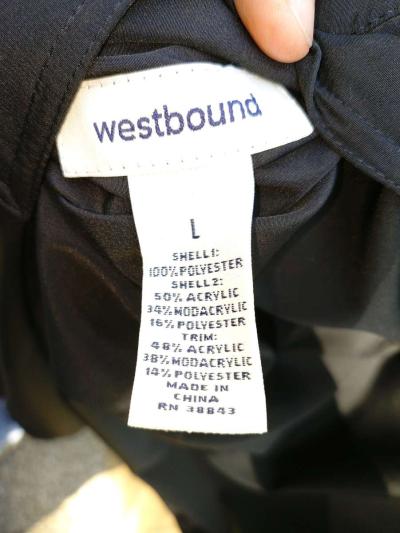 westbound
L
SHELL1:
100%POLYESTER
SHELL2:
50% ACRYLIC
34%MODACRYLIC
16%POLYESTER
TRIM:
48% ACRYLIC
38%MODACRYLIC
14%POLYESTER
MADE IN
CHINA
RN 38843